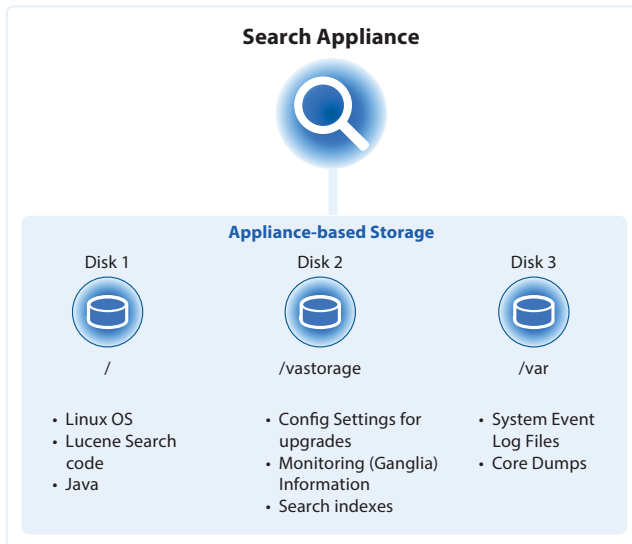 Search Appliance
Appliance-based Storage
Disk 1
Disk 2
Disk 3
/
/vastorage
/var
• Linux OS
• Lucene Search
code
• Java
• Config Settings for
upgrades
• Monitoring (Ganglia)
Information
• Search indexes
• System Event
Log Files
• Core Dumps